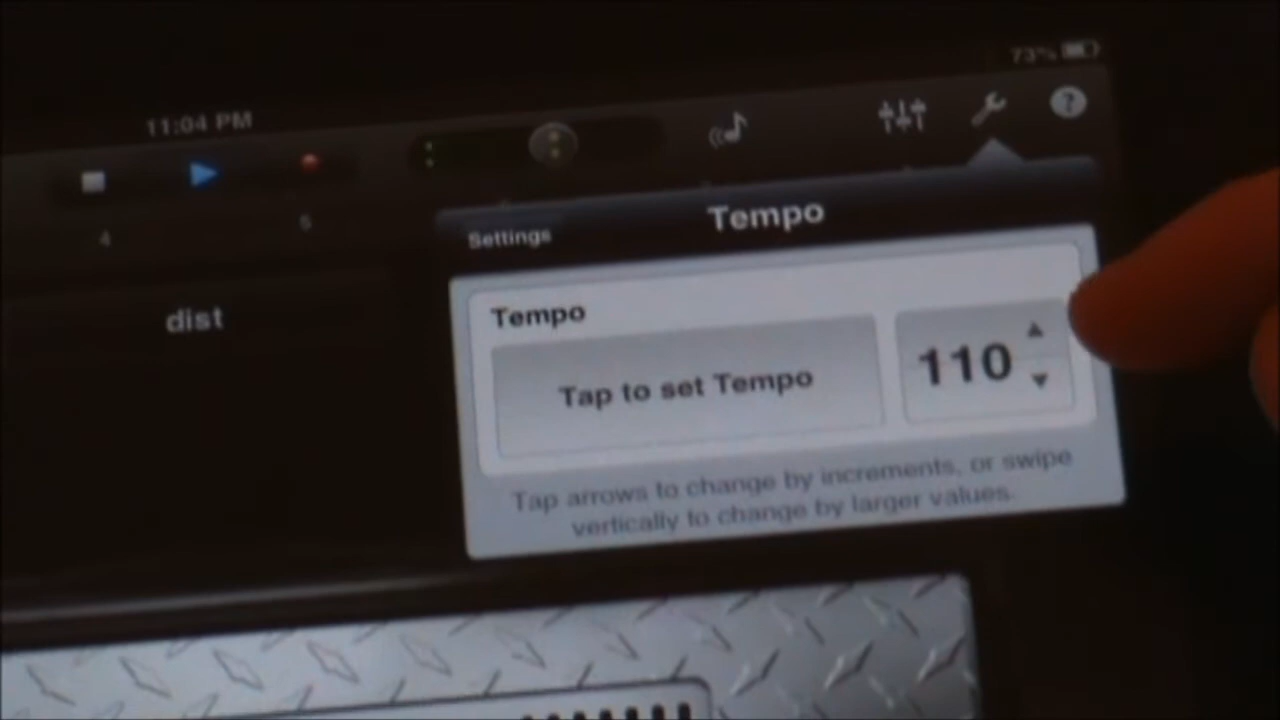 73%
11:04 PM
?
4
Settings
Tempo
dist
Tempo
Tap to set Tempo
110
Tap arrows to change by increments, or swipe
vertically to change by larger values.